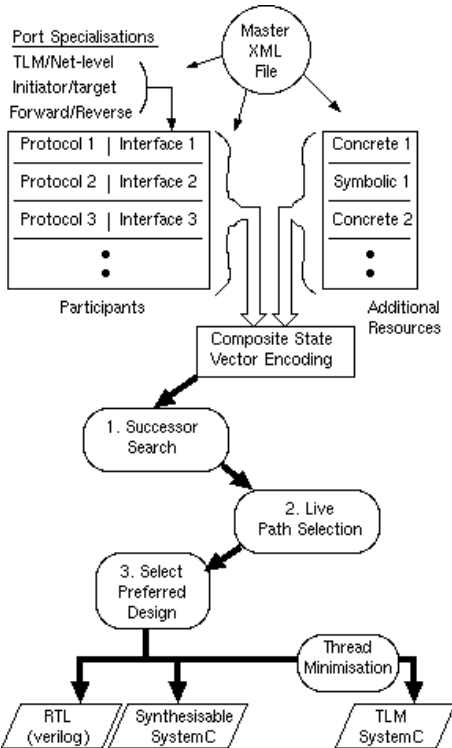 Port Specialisations
TLM/Net-level
Initiator/target
Forward/Reverse
Master
XML
File
Protocol 1 | Interface 1
Protocol 2 | Interface 2
Protocol 3 | Interface 3
Participants
Concrete 1
Symbolic 1
Concrete 2
Additional
Resources
Composite State
Vector Encoding
1. Successor
Search
2. Live
Path Selection
3. Select
Preferred
Design
Thread
Minimisation
RTL
(verilog)
Synthesisable
SystemC
TLM
SystemC